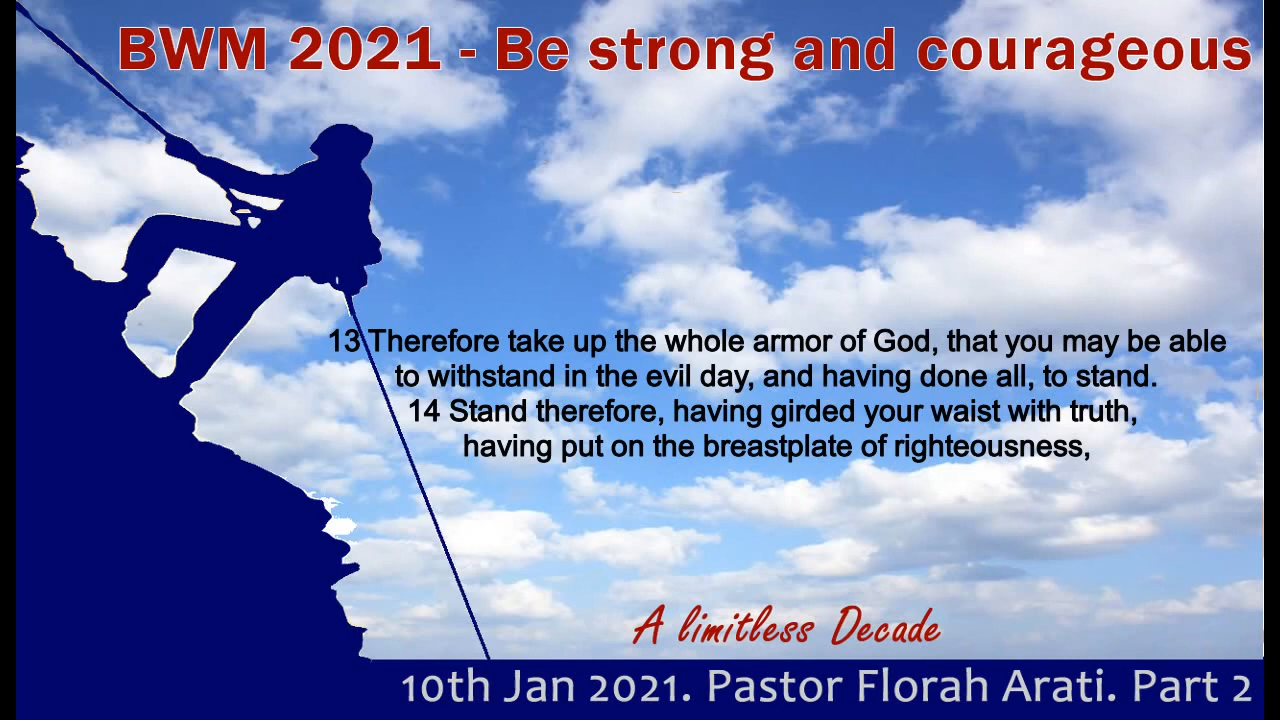 BWM 2021 - Be strong and courageous
13 Therefore take up the whole armor of God, that you may be able
to withstand in the evil day, and having done all, to stand.
14 Stand therefore, having girded your waist with truth,
having put on the breastplate of righteousness,
A limitless Decade
10th Jan 2021. Pastor Florah Arati. Part 2